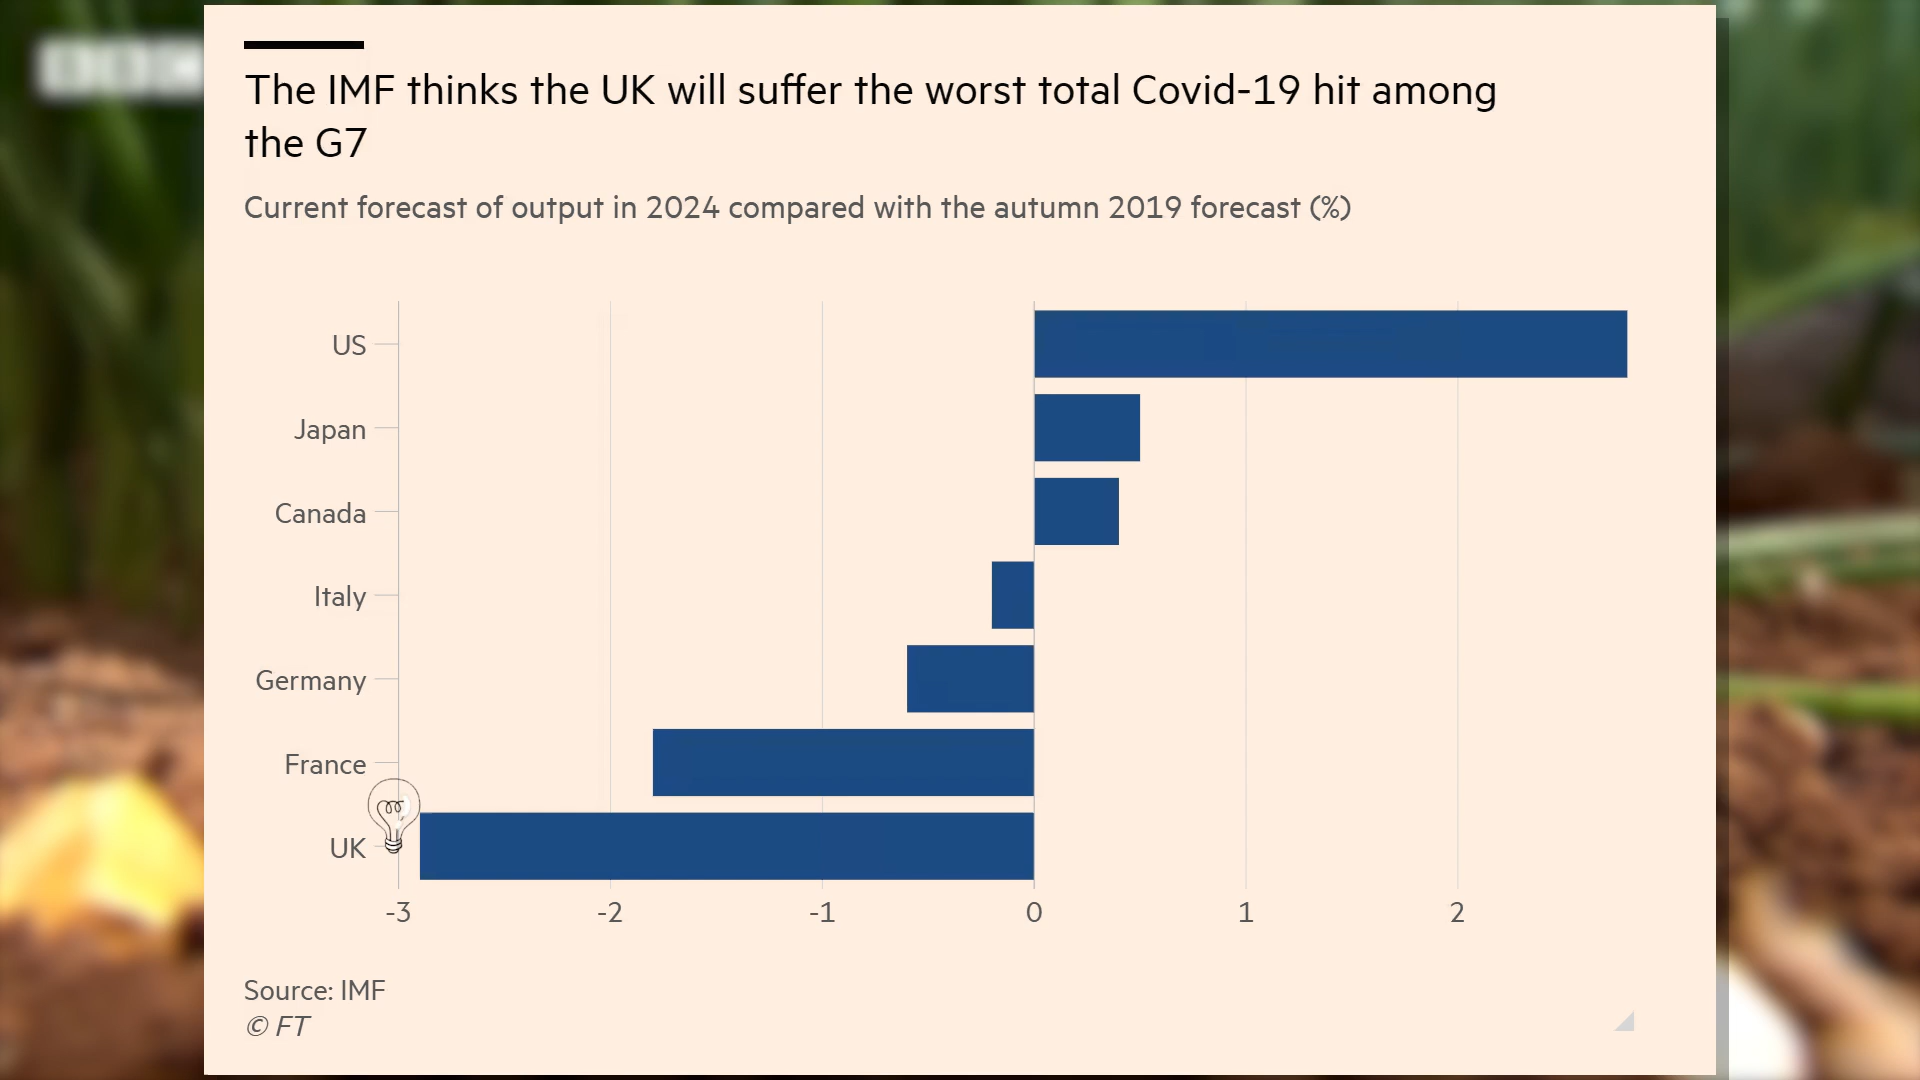 The IMF thinks the UK will suffer the worst total Covid-19 hit among
the G7
Current forecast of output in 2024 compared with the autumn 2019 forecast (%)
US
Japan
Canada
Italy
Germany
France
UK
-3 -2 -1 0 1 2
Source: IMF
© FT